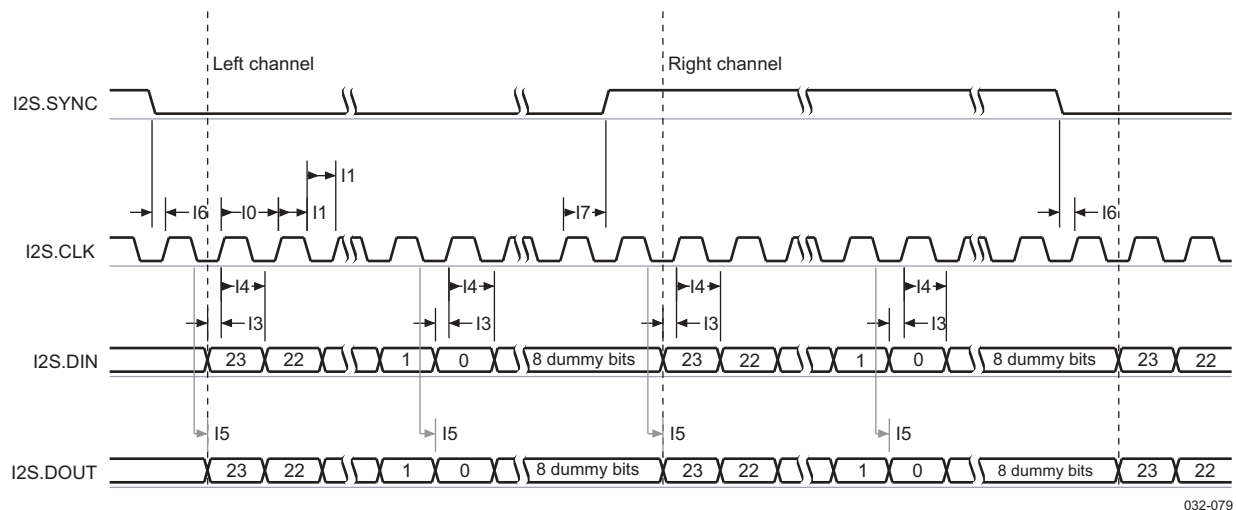 Left channel
Right channel
I2S.SYNC
I1
I6
I0
I1
I7
I6
I2S.CLK
I4
I4
I4
I4
I3
I3
I3
I3
I2S.DIN
23
22
1
0
8 dummy bits
23
22
1
0
8 dummy bits
23
22
I5
I5
I5
I5
I2S.DOUT
23
22
1
0
8 dummy bits
23
22
1
0
8 dummy bits
23
22
032-079